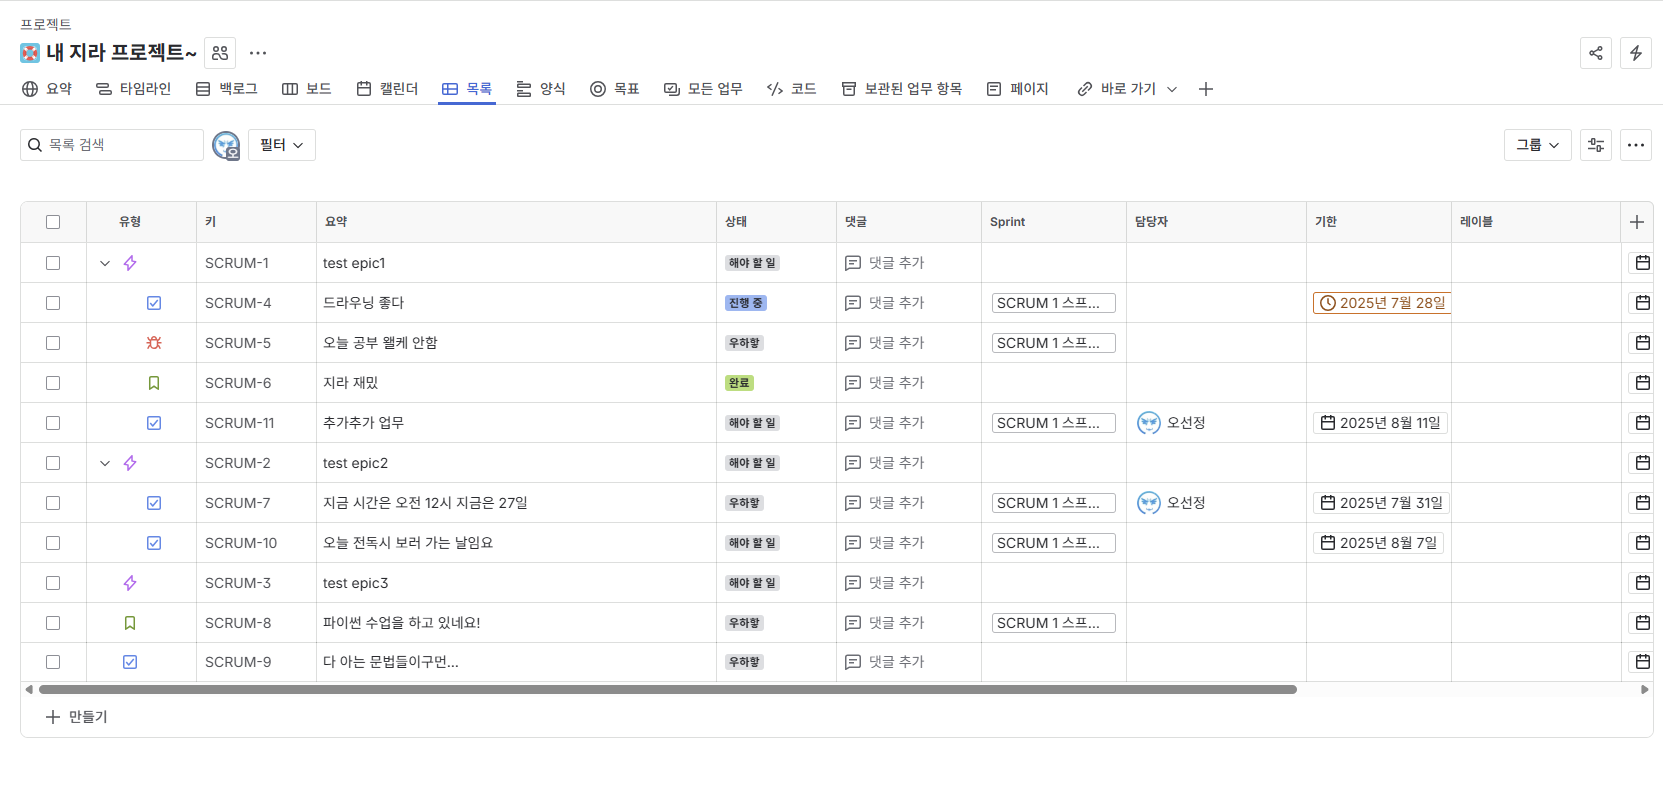 프로젝트
내 지라 프로젝트~
요약 타임라인 백로그 보드 캘린더 목록 양식 목표 모든 업무 코드 보관된 업무 항목 페이지 바로 가기
목록 검색 오 필터 그룹
유형 키 요약 상태 댓글 Sprint 담당자 기한 레이블
SCRUM-1 test epic1 해야 할 일 댓글 추가
SCRUM-4 드라우닝 좋다 진행 중 댓글 추가 SCRUM 1 스프... 2025년 7월 28일
SCRUM-5 오늘 공부 왤케 안함 우하핳 댓글 추가 SCRUM 1 스프...
SCRUM-6 지라 재밌 완료 댓글 추가
SCRUM-11 추가추가 업무 해야 할 일 댓글 추가 SCRUM 1 스프... 오선정 2025년 8월 11일
SCRUM-2 test epic2 해야 할 일 댓글 추가
SCRUM-7 지금 시간은 오전 12시 지금은 27일 우하핳 댓글 추가 SCRUM 1 스프... 오선정 2025년 7월 31일
SCRUM-10 오늘 전독시 보러 가는 날임요 해야 할 일 댓글 추가 SCRUM 1 스프... 2025년 8월 7일
SCRUM-3 test epic3 해야 할 일 댓글 추가
SCRUM-8 파이썬 수업을 하고 있네요! 우하핳 댓글 추가 SCRUM 1 스프...
SCRUM-9 다 아는 문법들이구먼... 우하핳 댓글 추가
만들기